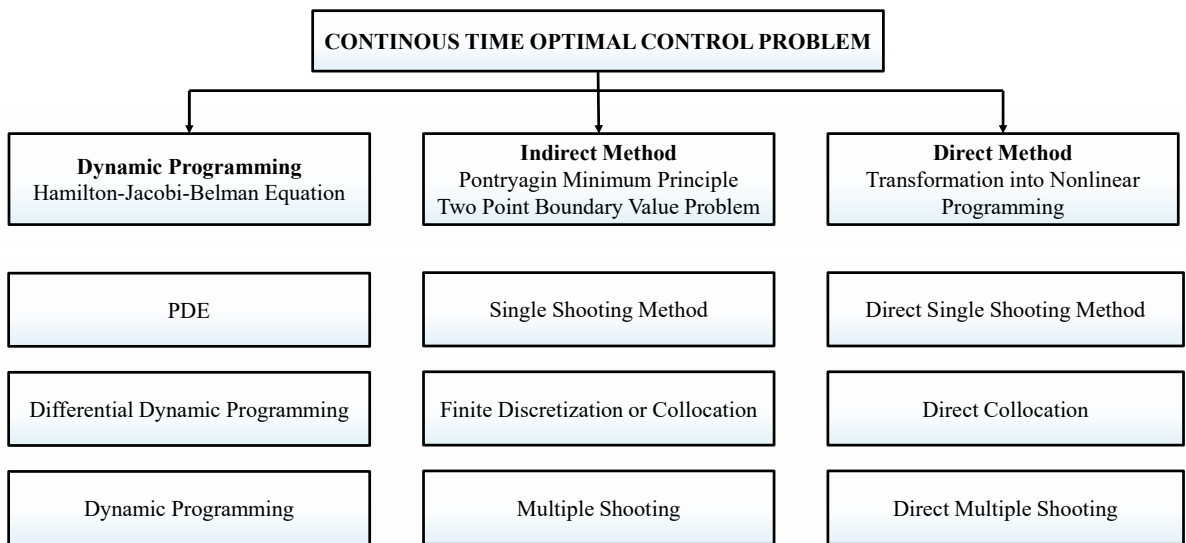 CONTINOUS TIME OPTIMAL CONTROL PROBLEM
Dynamic Programming
Hamilton-Jacobi-Belman Equation
Indirect Method
Pontryagin Minimum Principle
Two Point Boundary Value Problem
Direct Method
Transformation into Nonlinear
Programming
PDE
Single Shooting Method
Direct Single Shooting Method
Differential Dynamic Programming
Finite Discretization or Collocation
Direct Collocation
Dynamic Programming
Multiple Shooting
Direct Multiple Shooting